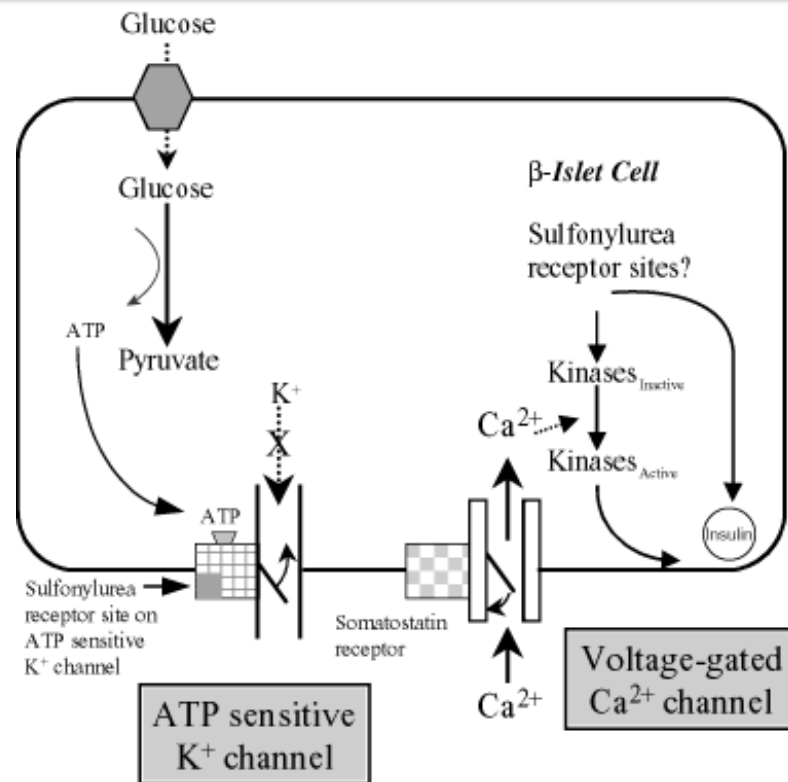 Glucose
Glucose
β-Islet Cell
Sulfonylurea
receptor sites?
ATP
Pyruvate
Kinases Inactive
K⁺
X
Ca²⁺
Kinases Active
ATP
Insulin
Sulfonylurea
receptor site on
ATP sensitive
K⁺ channel
Somatostatin
receptor
Ca²⁺
ATP sensitive
K⁺ channel
Voltage-gated
Ca²⁺ channel